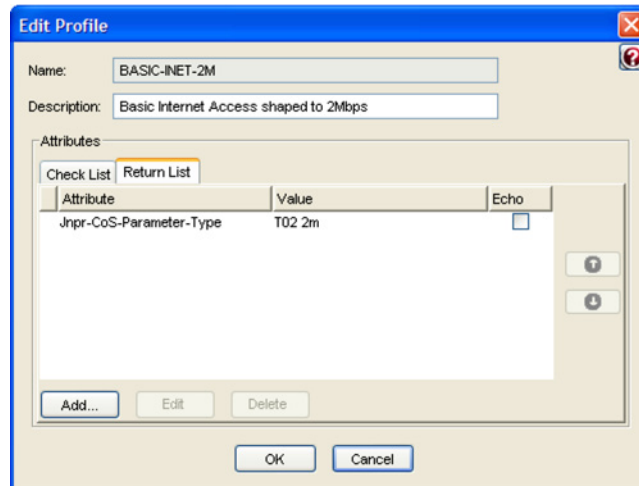 Edit Profile
Name: BASIC-INET-2M
Description: Basic Internet Access shaped to 2Mbps
Attributes
Check List Return List
Attribute Value Echo
Jnpr-CoS-Parameter-Type T02 2m
Add... Edit Delete
OK Cancel